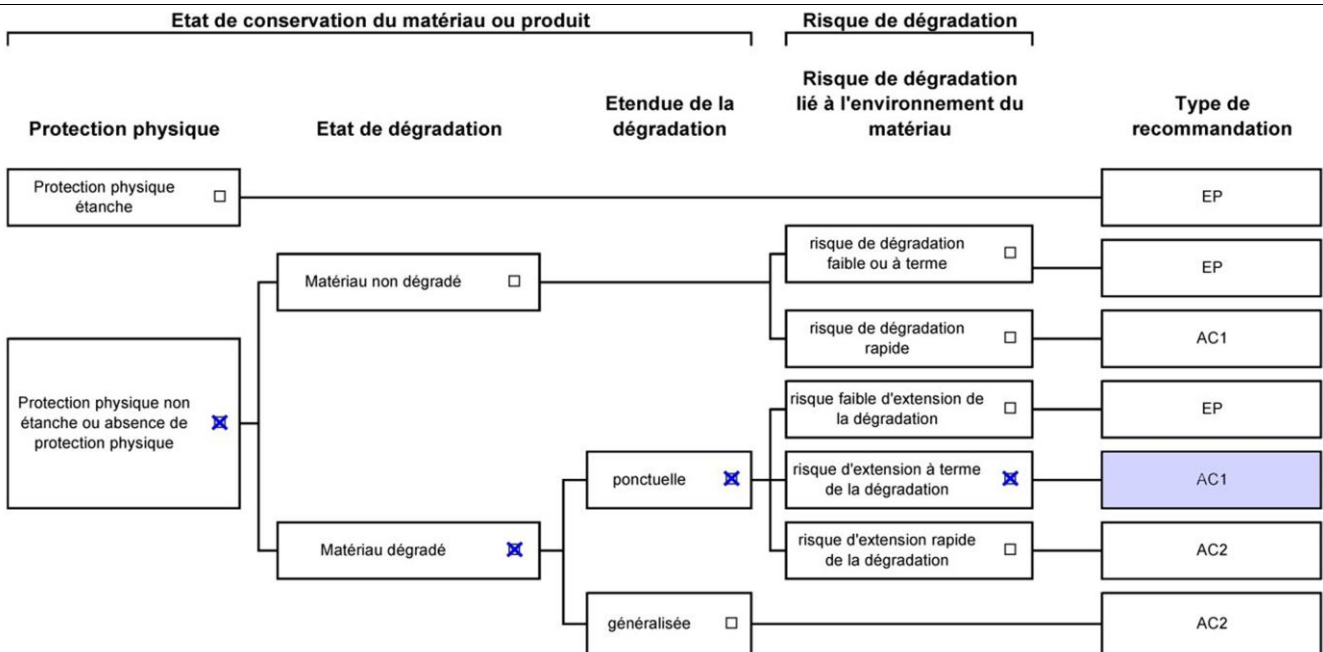 Etat de conservation du matériau ou produit
Risque de dégradation
Protection physique
Etat de dégradation
Etendue de la
dégradation
Risque de dégradation
lié à l'environnement du
matériau
Type de
recommandation
Protection physique
étanche
EP
Matériau non dégradé
risque de dégradation
faible ou à terme
EP
risque de dégradation
rapide
AC1
Protection physique non
étanche ou absence de
protection physique
risque faible d'extension de
la dégradation
EP
ponctuelle
risque d'extension à terme
de la dégradation
AC1
Matériau dégradé
risque d'extension rapide
de la dégradation
AC2
généralisée
AC2